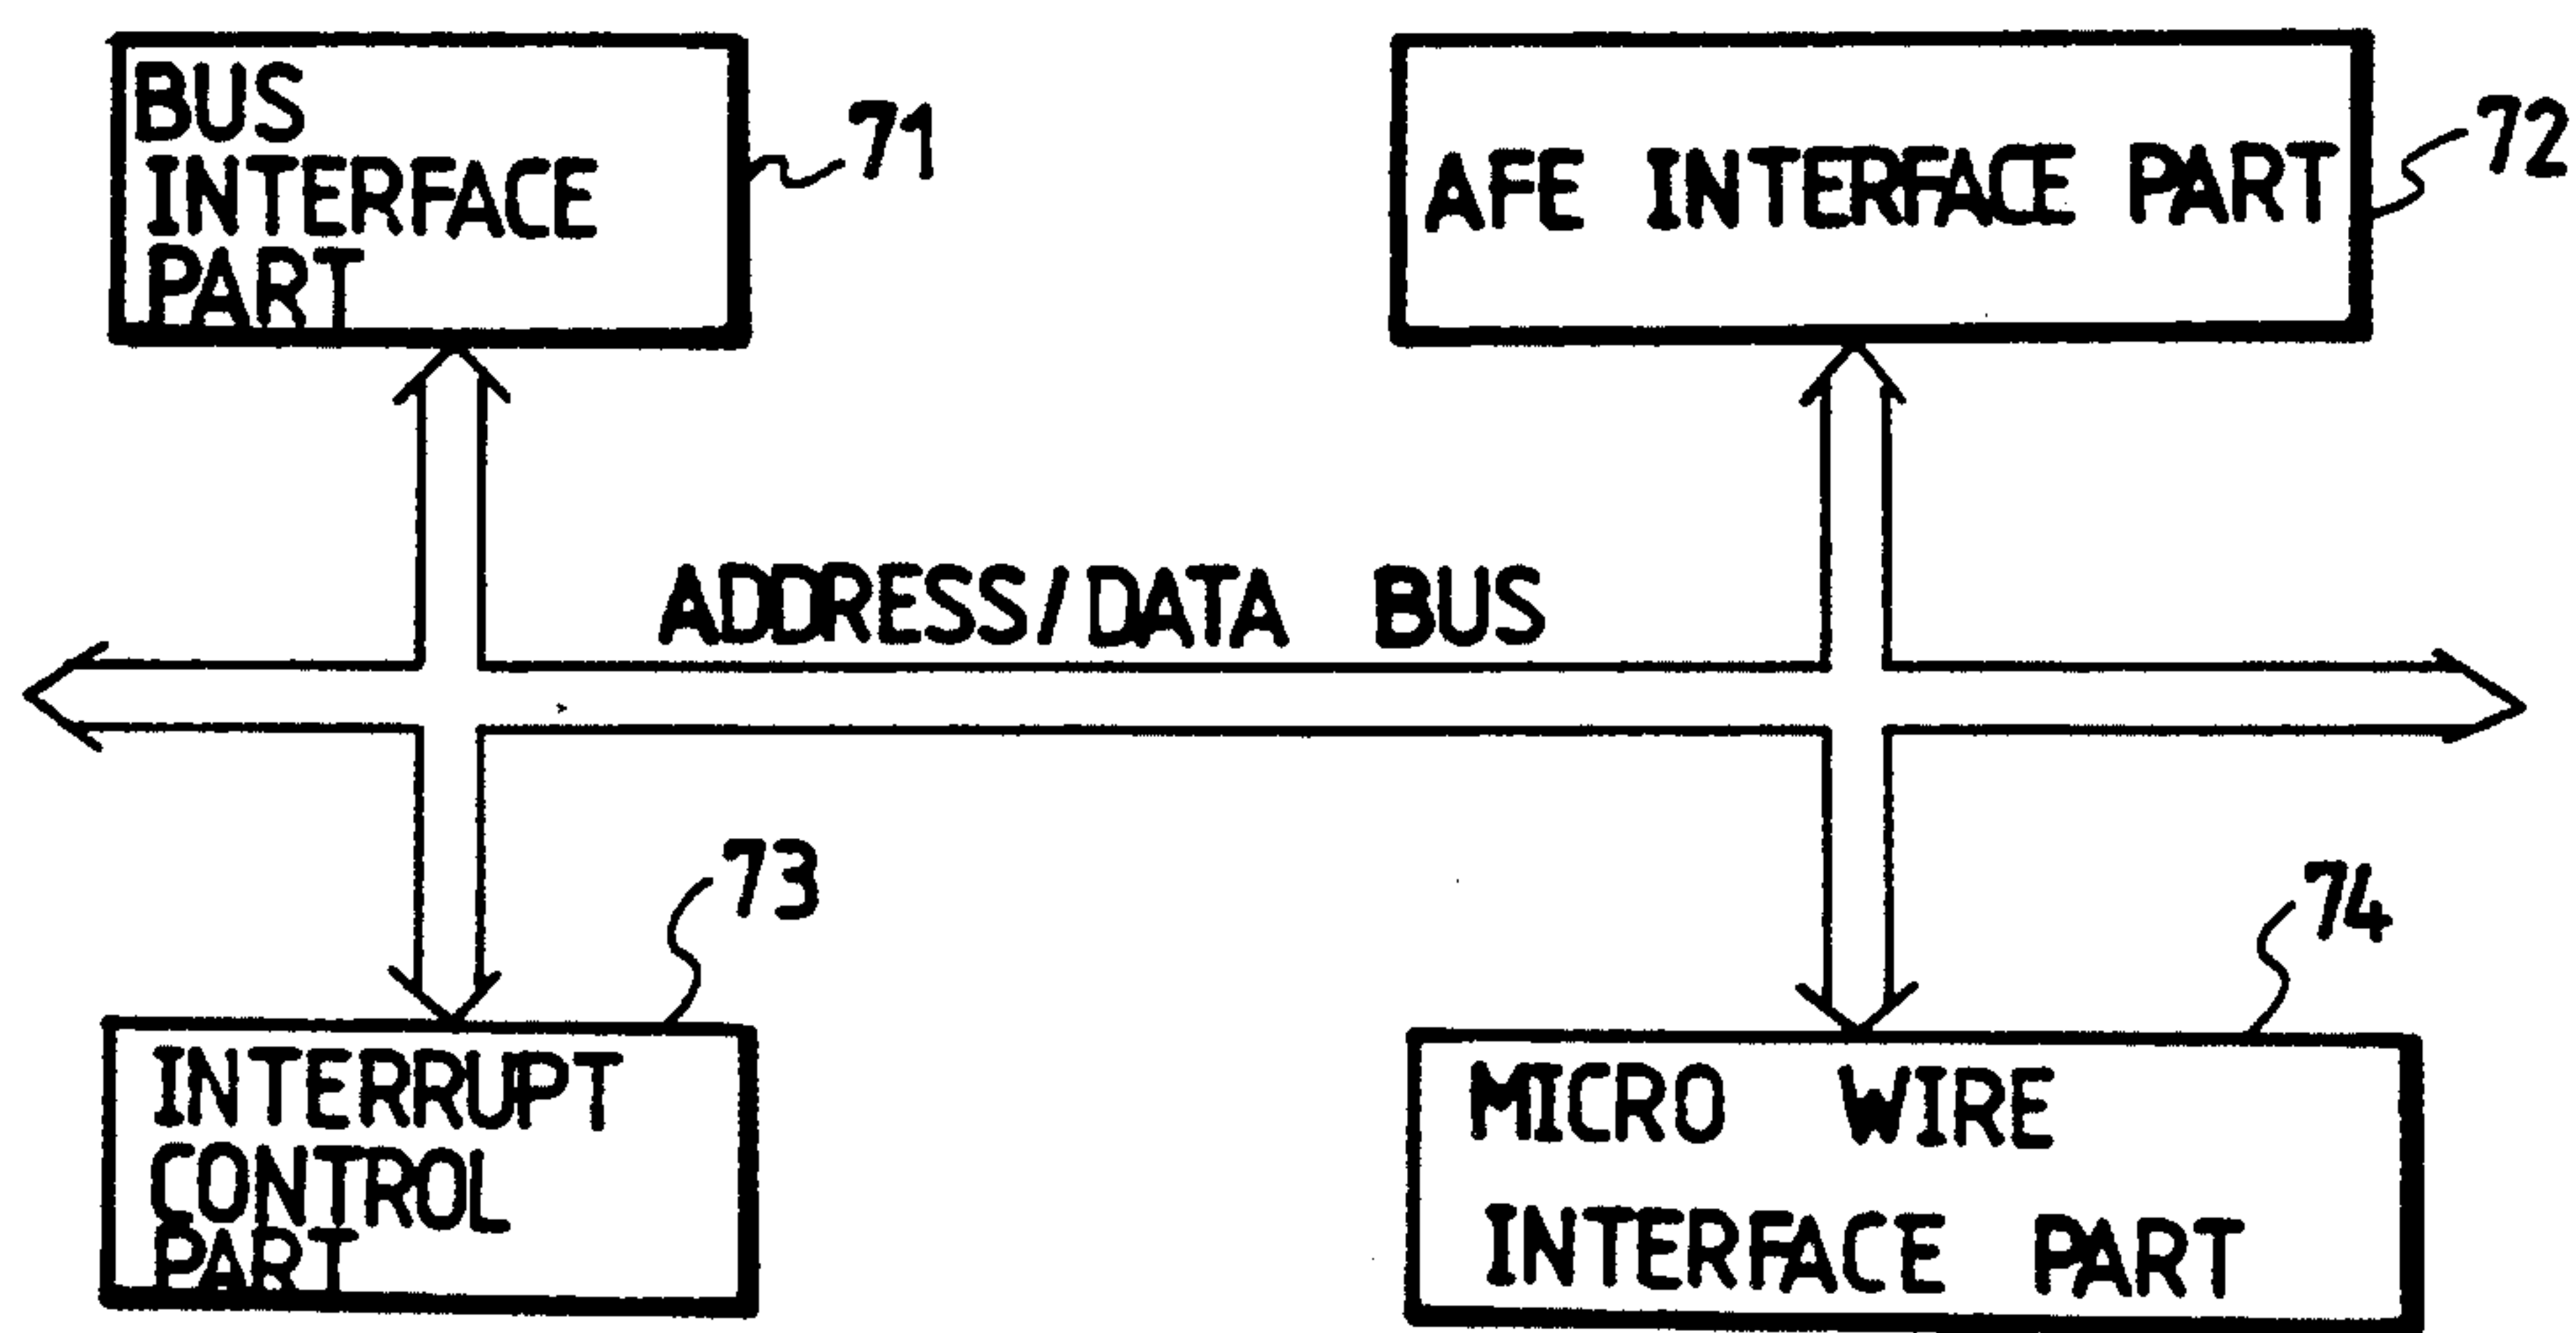 BUS
INTERFACE
PART
71
AFE INTERFACE PART
72
ADDRESS/DATA BUS
73
INTERRUPT
CONTROL
PART
74
MICRO WIRE
INTERFACE PART